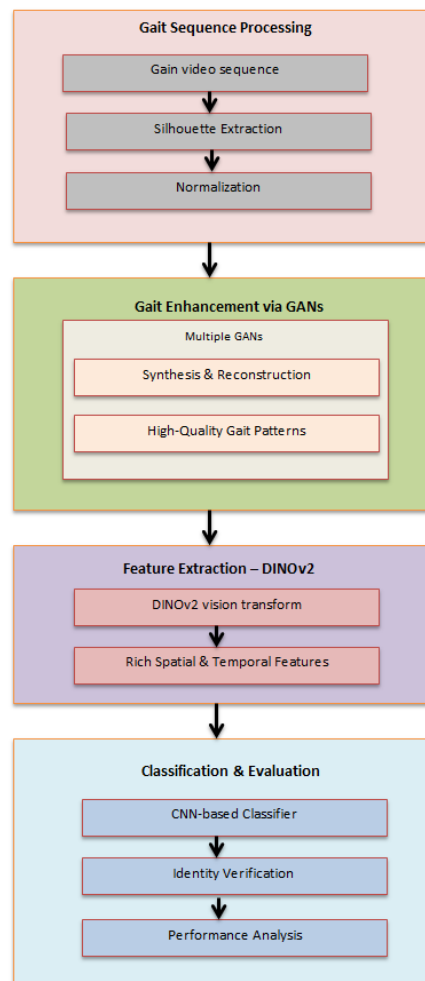 Gait Sequence Processing
Gain video sequence
Silhouette Extraction
Normalization
Gait Enhancement via GANs
Multiple GANs
Synthesis & Reconstruction
High-Quality Gait Patterns
Feature Extraction – DINOv2
DINOv2 vision transform
Rich Spatial & Temporal Features
Classification & Evaluation
CNN-based Classifier
Identity Verification
Performance Analysis